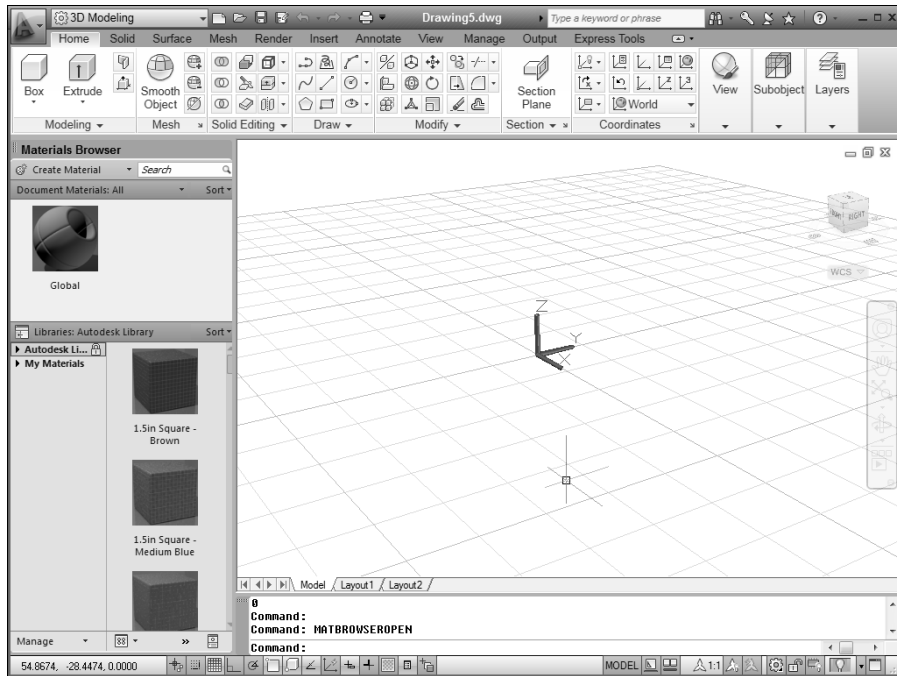 3D Modeling
Drawing5.dwg
Type a keyword or phrase
Home Solid Surface Mesh Render Insert Annotate View Manage Output Express Tools
Box
Extrude
Smooth
Object
Section
Plane
World
View
Subobject
Layers
Modeling
Mesh
Solid Editing
Draw
Modify
Section
Coordinates
Materials Browser
Create Material
Search
Document Materials: All
Sort
Global
Libraries: Autodesk Library
Sort
Autodesk Li...
My Materials
1.5in Square -
Brown
1.5in Square -
Medium Blue
Manage
RIGHT
WCS
Z
Y
X
Model Layout1 Layout2
0
Command:
Command: MATBROWSEROPEN
Command:
54.8674, -28.4474, 0.0000
MODEL
1:1